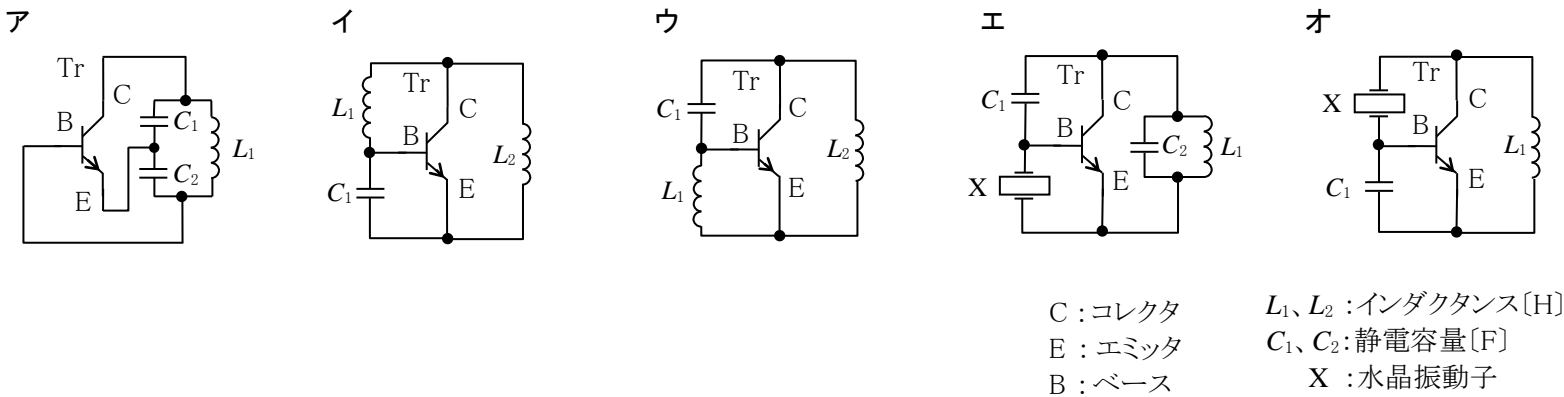 ア イ ウ エ オ
Tr C B E C1 C2 L1
L1 Tr C B E C1 L2
C1 Tr C B E L1 L2
C1 Tr C B E X C2 L1
X Tr C B E C1 L1
C:コレクタ
E:エミッタ
B:ベース
L1、L2:インダクタンス〔H〕
C1、C2:静電容量〔F〕
X:水晶振動子